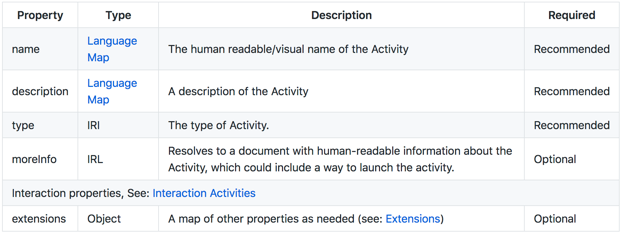 Property Type Description Required
name Language Map The human readable/visual name of the Activity Recommended
description Language Map A description of the Activity Recommended
type IRI The type of Activity. Recommended
moreInfo IRL Resolves to a document with human-readable information about the Activity, which could include a way to launch the activity. Optional
Interaction properties, See: Interaction Activities
extensions Object A map of other properties as needed (see: Extensions) Optional